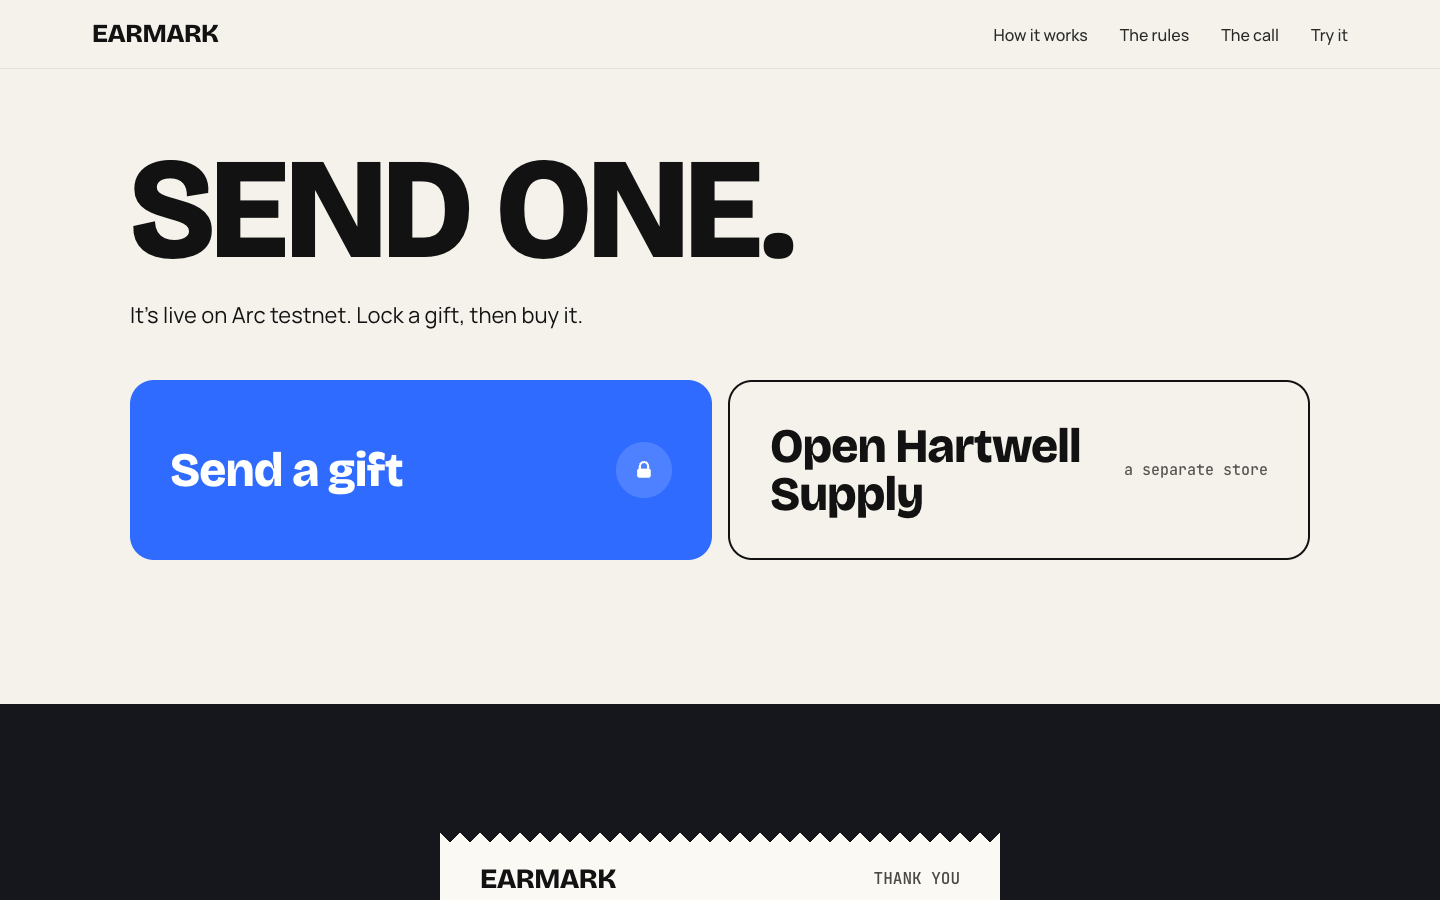 EARMARK
How it works
The rules
The call
Try it
SEND ONE.
It’s live on Arc testnet. Lock a gift, then buy it.
Send a gift
Open Hartwell
Supply
a separate store
EARMARK
THANK YOU